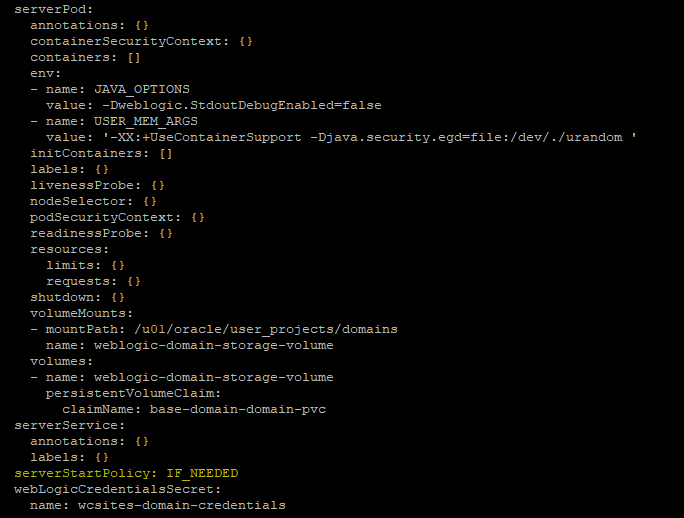 serverPod:
annotations: {}
containerSecurityContext: {}
containers: []
env:
- name: JAVA_OPTIONS
value: -Dweblogic.StdoutDebugEnabled=false
- name: USER_MEM_ARGS
value: '-XX:+UseContainerSupport -Djava.security.egd=file:/dev/./urandom '
initContainers: []
labels: {}
livenessProbe: {}
nodeSelector: {}
podSecurityContext: {}
readinessProbe: {}
resources:
limits: {}
requests: {}
shutdown: {}
volumeMounts:
- mountPath: /u01/oracle/user_projects/domains
name: weblogic-domain-storage-volume
volumes:
- name: weblogic-domain-storage-volume
persistentVolumeClaim:
claimName: base-domain-domain-pvc
serverService:
annotations: {}
labels: {}
serverStartPolicy: IF_NEEDED
webLogicCredentialsSecret:
name: wcsites-domain-credentials